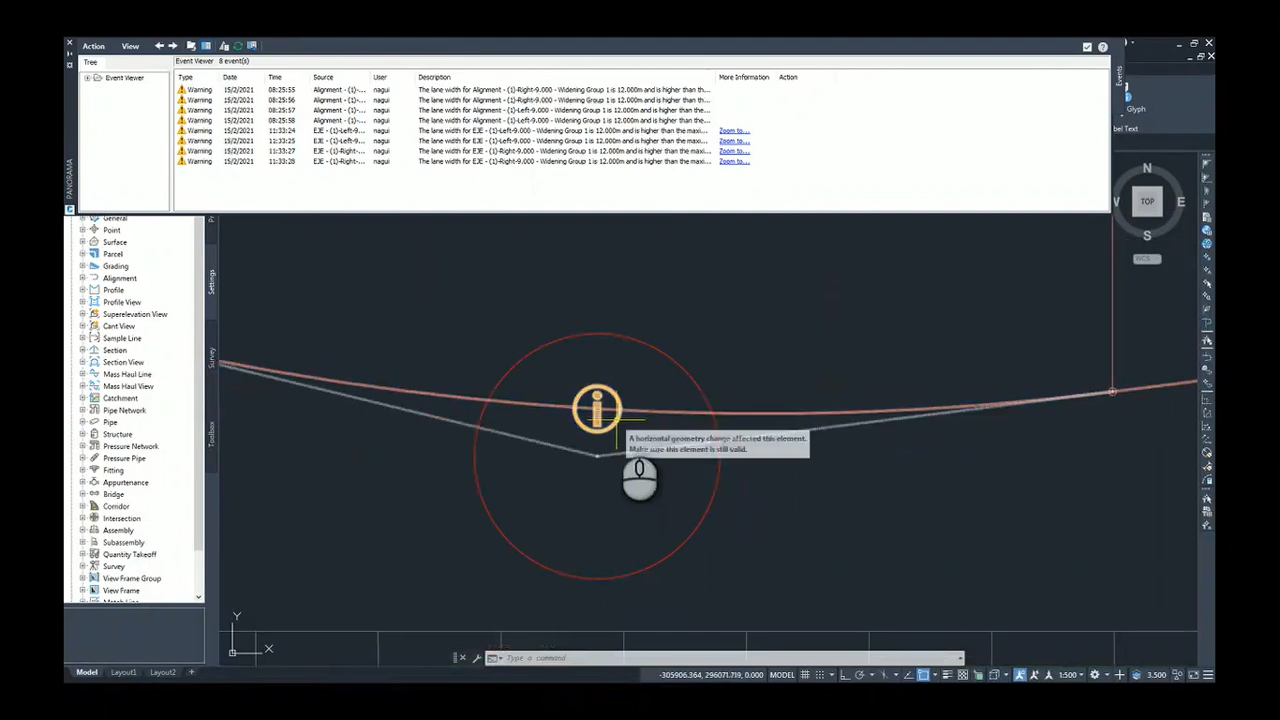 Action View
Tree
Event Viewer 8 event(s)
Event Viewer
Type Date Time Source User Description More Information Action
Warning 15/2/2021 08:25:55 Alignment - (1)-... nagui The lane width for Alignment - (1)-Right-9.000 - Widening Group 1 is 12.000m and is higher than th...
Warning 15/2/2021 08:25:56 Alignment - (1)-... nagui The lane width for Alignment - (1)-Right-9.000 - Widening Group 1 is 12.000m and is higher than th...
Warning 15/2/2021 08:25:57 Alignment - (1)-... nagui The lane width for Alignment - (1)-Left-9.000 - Widening Group 1 is 12.000m and is higher than the...
Warning 15/2/2021 08:25:58 Alignment - (1)-... nagui The lane width for Alignment - (1)-Left-9.000 - Widening Group 1 is 12.000m and is higher than the...
Warning 15/2/2021 11:33:24 EJE - (1)-Left-9... nagui The lane width for EJE - (1)-Left-9.000 - Widening Group 1 is 12.000m and is higher than the maxi... Zoom to...
Warning 15/2/2021 11:33:25 EJE - (1)-Left-9... nagui The lane width for EJE - (1)-Left-9.000 - Widening Group 1 is 12.000m and is higher than the maxi... Zoom to...
Warning 15/2/2021 11:33:27 EJE - (1)-Right-... nagui The lane width for EJE - (1)-Right-9.000 - Widening Group 1 is 12.000m and is higher than the max... Zoom to...
Warning 15/2/2021 11:33:28 EJE - (1)-Right-... nagui The lane width for EJE - (1)-Right-9.000 - Widening Group 1 is 12.000m and is higher than the max... Zoom to...
PANORAMA
Events
Glyph
bel Text
N
W TOP E
S
WCS
General
Point
Surface
Parcel
Grading
Alignment
Profile
Profile View
Superelevation View
Cant View
Sample Line
Section
Section View
Mass Haul Line
Mass Haul View
Catchment
Pipe Network
Pipe
Structure
Pressure Network
Pressure Pipe
Fitting
Appurtenance
Bridge
Corridor
Intersection
Assembly
Subassembly
Quantity Takeoff
Survey
View Frame Group
View Frame
Match Line
Settings
Survey
Toolbox
A horizontal geometry change affected this element.
Make sure this element is still valid.
Y
X
Type a command
Model Layout1 Layout2 +
-305906.364, 296071.719, 0.000 MODEL 1:500 3.500